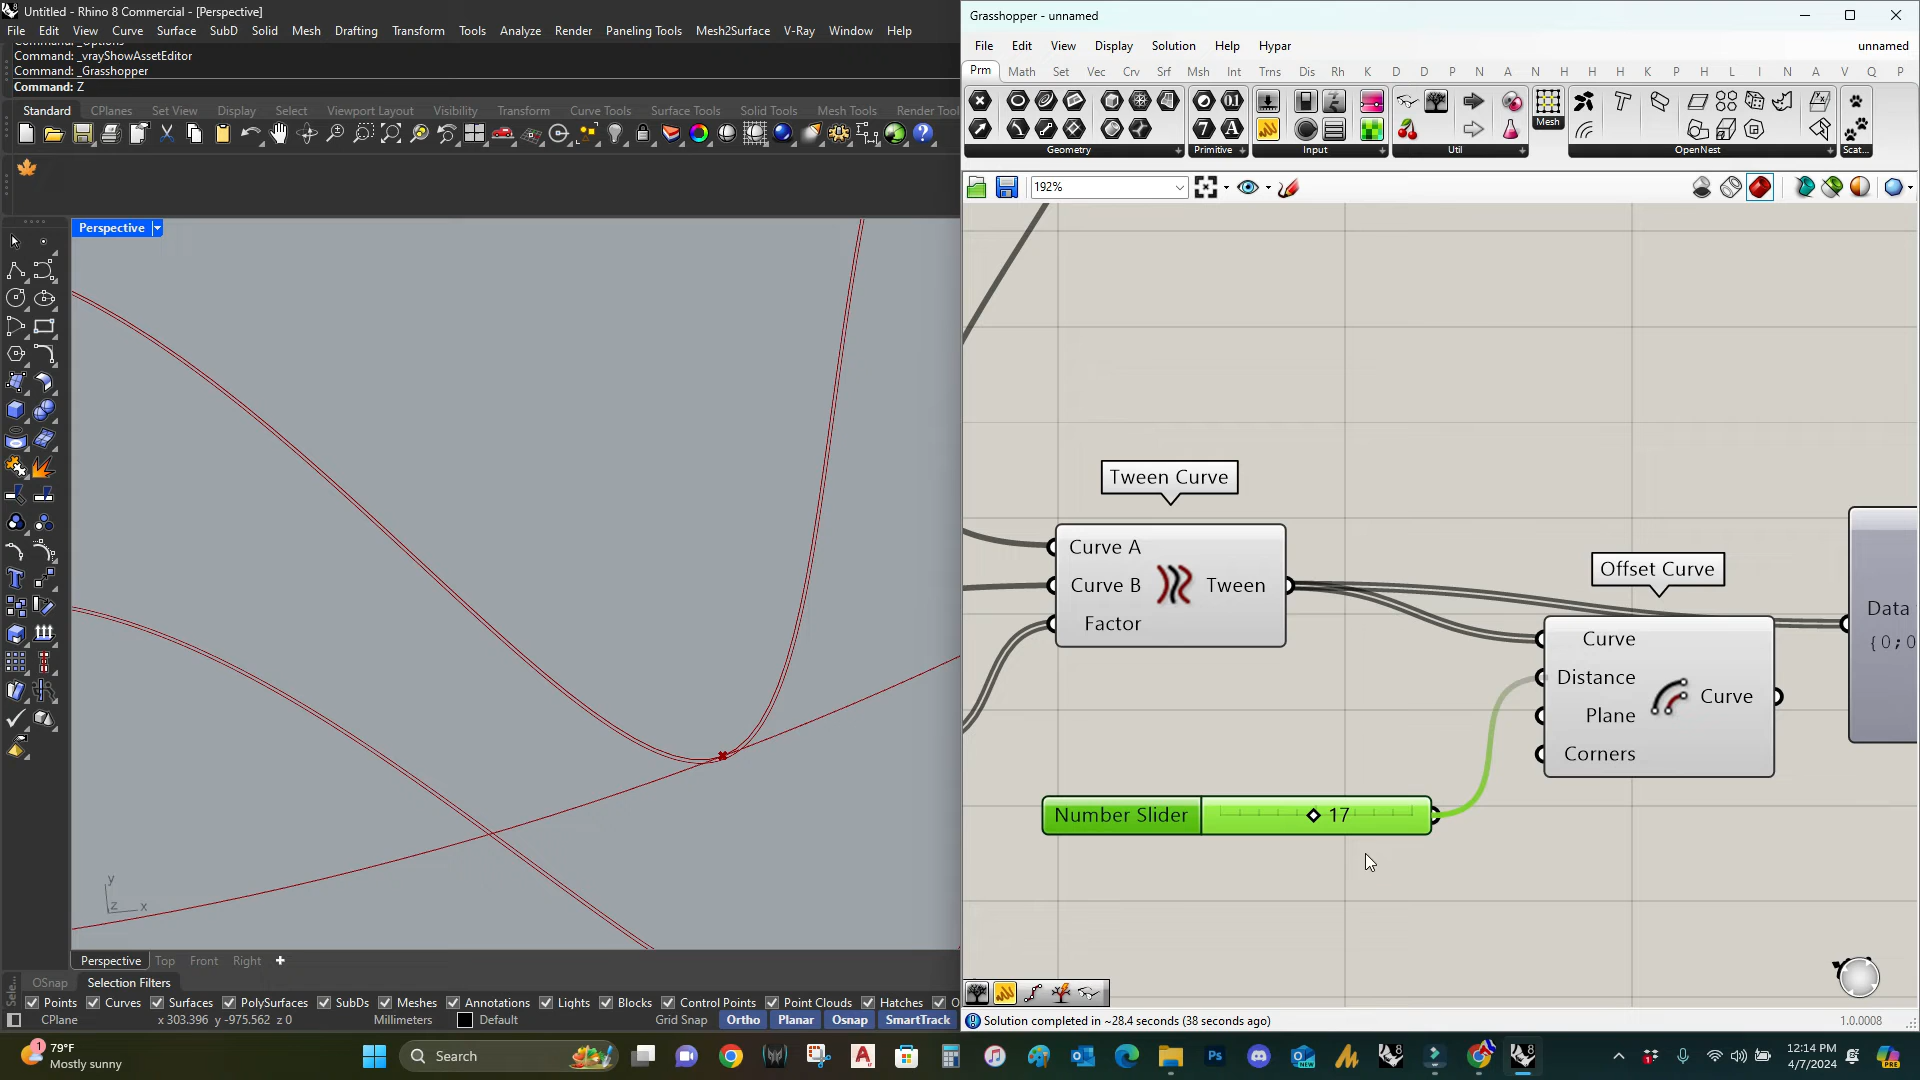 Untitled - Rhino 8 Commercial - [Perspective]
File Edit View Curve Surface SubD Solid Mesh Drafting Transform Tools Analyze Render Paneling Tools Mesh2Surface V-Ray Window Help
Command: _Options
Command: _vrayShowAssetEditor
Command: _Grasshopper
Command: Z
Standard CPlanes Set View Display Select Viewport Layout Visibility Transform Curve Tools Surface Tools Solid Tools Mesh Tools Render Tool
Perspective
y
z x
Perspective Top Front Right
OSnap Selection Filters
Sele...
Points Curves Surfaces PolySurfaces SubDs Meshes Annotations Lights Blocks Control Points Point Clouds Hatches O
CPlane x 303.396 y -975.562 z 0 Millimeters Default Grid Snap Ortho Planar Osnap SmartTrack
Grasshopper - unnamed
File Edit View Display Solution Help Hypar unnamed
Prm Math Set Vec Crv Srf Msh Int Trns Dis Rh K D D P N A N H H H K P H L I N A V Q P
Mesh
Geometry Primitive Input Util OpenNest Scat...
192%
Tween Curve
Curve A
Curve B Tween
Factor
Offset Curve
Curve
Distance
Plane
Curve
Corners
Data
{0;0
Number Slider 17
Solution completed in ~28.4 seconds (38 seconds ago) 1.0.0008
1
79°F
Mostly sunny
Search
12:14 PM
4/7/2024